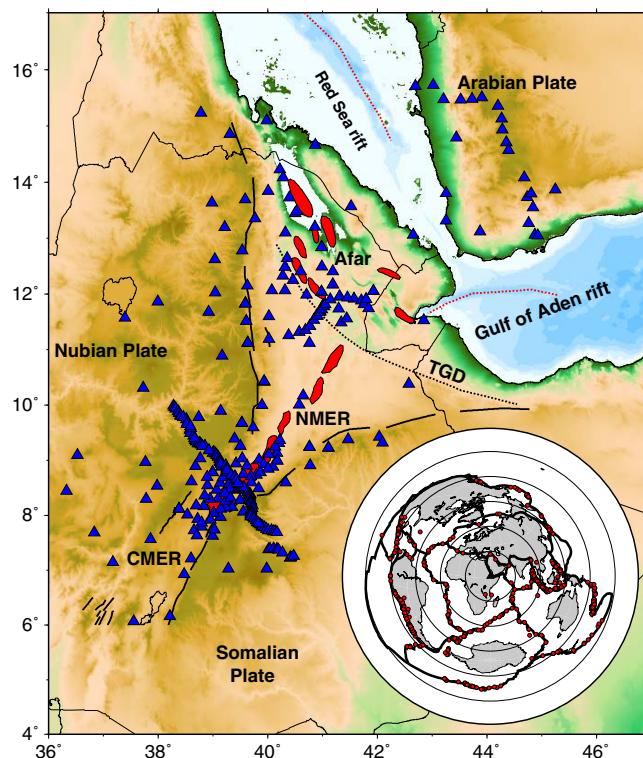 16˚
14˚
12˚
10˚
8˚
6˚
4˚
36˚
38˚
40˚
42˚
44˚
46˚
Red Sea rift
Arabian Plate
Afar
Gulf of Aden rift
Nubian Plate
TGD
NMER
CMER
Somalian
Plate